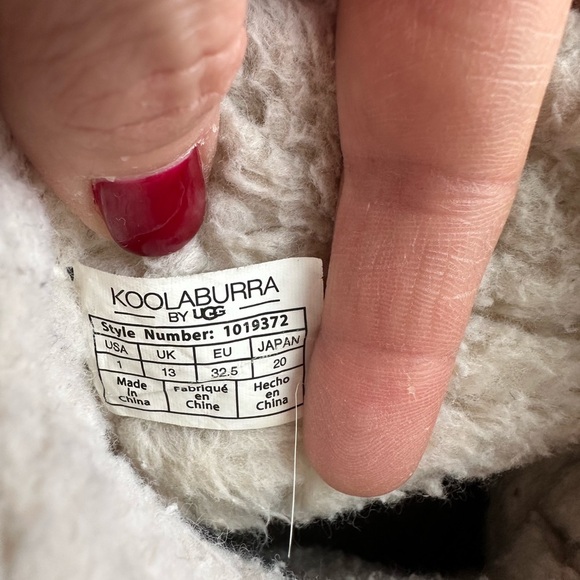 KOOLABURRA
BY UGG
Style Number: 1019372
USA UK EU JAPAN
1 13 32.5 20
Made Fabriqué Hecho
in en en
China Chine China